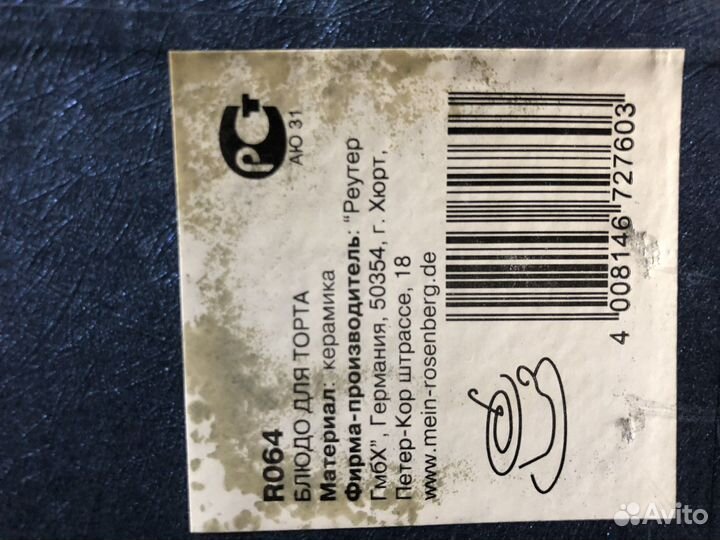 R064
БЛЮДО ДЛЯ ТОРТА
Материал: керамика
Фирма-производитель: "Реутер
ГмбХ", Германия, 50354, г. Хюрт,
Петер-Кор штрассе, 18
www.mein-rosenberg.de
РСТ
АЮ 31
4 008146 727603
Avito